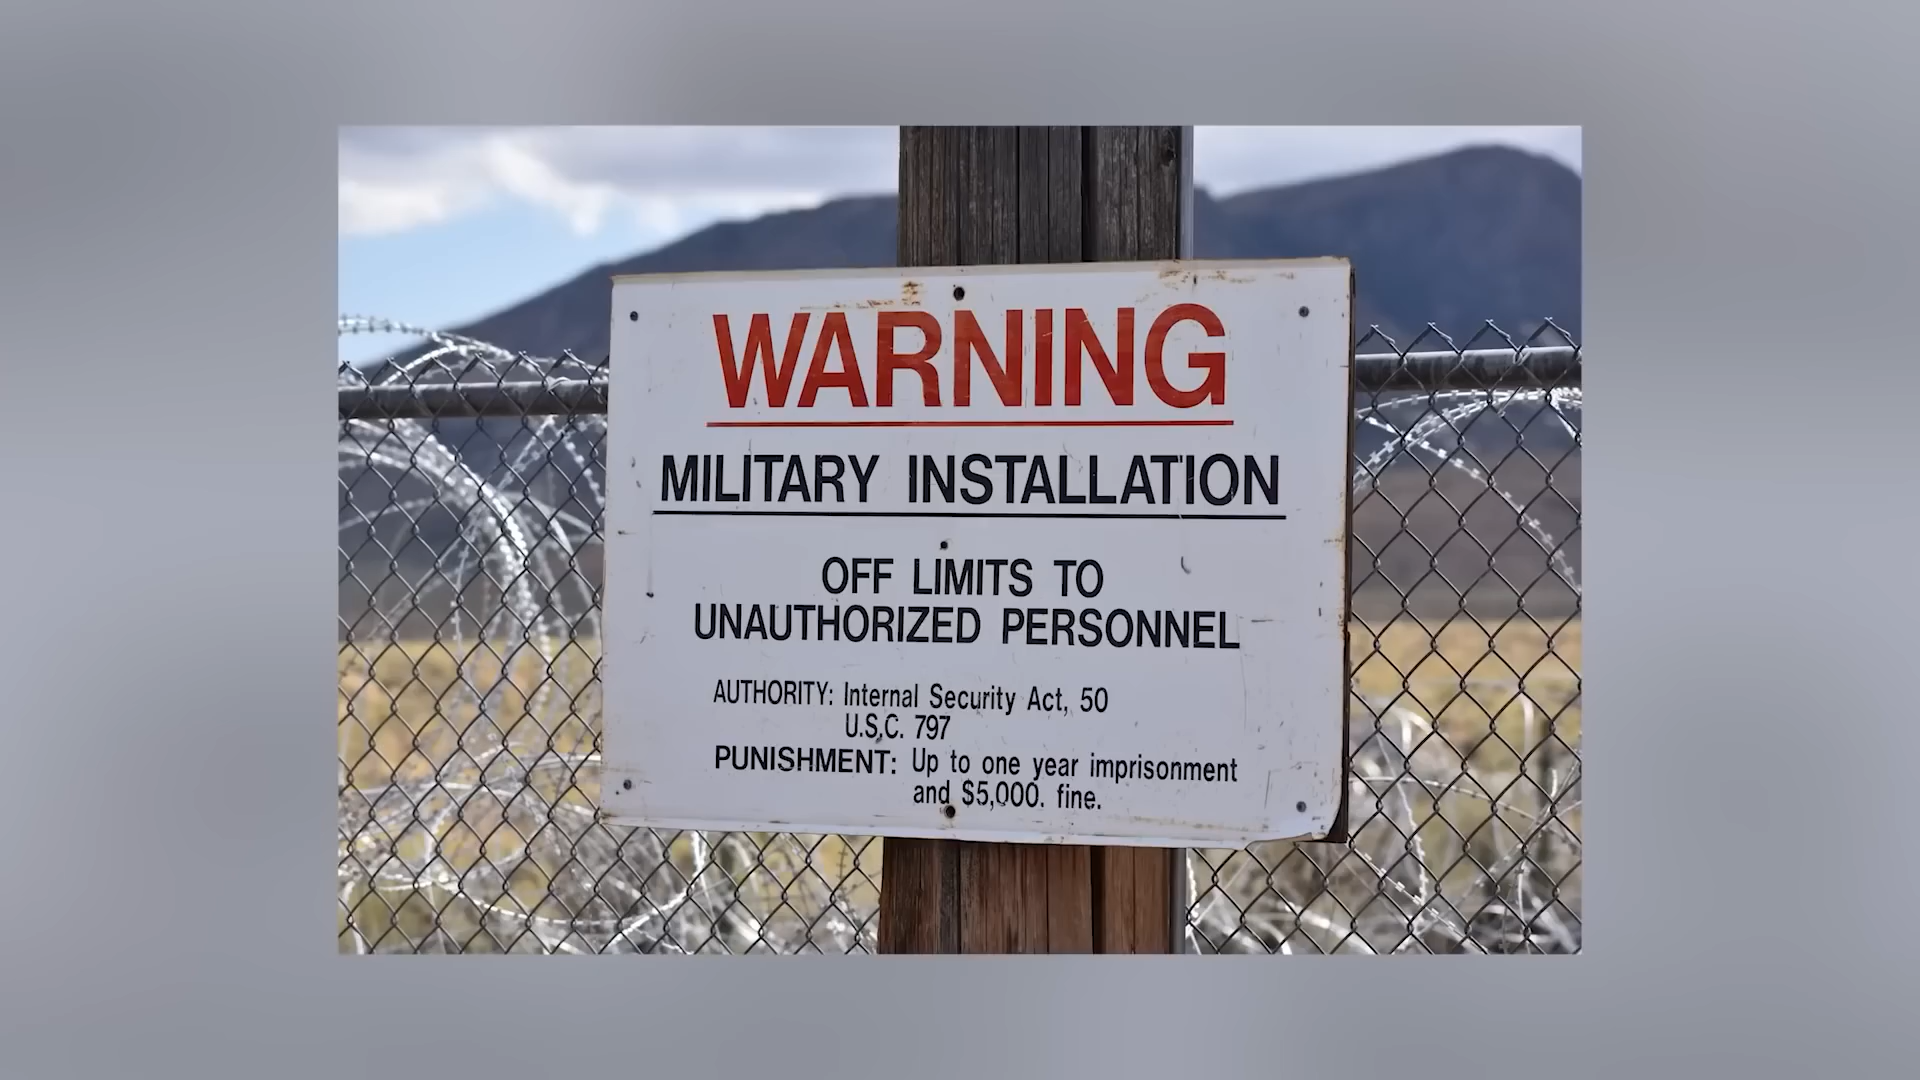 WARNING
MILITARY INSTALLATION
OFF LIMITS TO
UNAUTHORIZED PERSONNEL
AUTHORITY: Internal Security Act, 50
U.S.C. 797
PUNISHMENT: Up to one year imprisonment
and $5,000. fine.